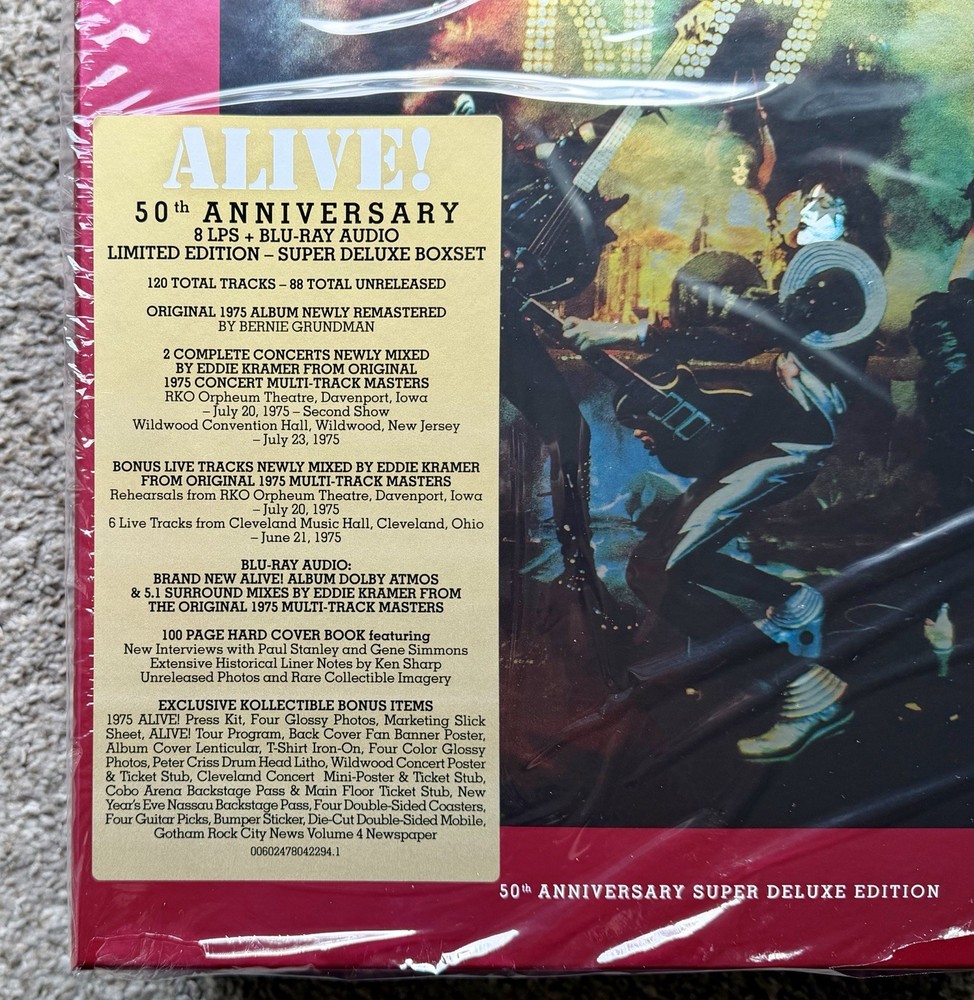 ALIVE!
50th ANNIVERSARY
8 LPS + BLU-RAY AUDIO
LIMITED EDITION – SUPER DELUXE BOXSET
120 TOTAL TRACKS – 88 TOTAL UNRELEASED
ORIGINAL 1975 ALBUM NEWLY REMASTERED
BY BERNIE GRUNDMAN
2 COMPLETE CONCERTS NEWLY MIXED
BY EDDIE KRAMER FROM ORIGINAL
1975 CONCERT MULTI-TRACK MASTERS
RKO Orpheum Theatre, Davenport, Iowa
– July 20, 1975 – Second Show
Wildwood Convention Hall, Wildwood, New Jersey
– July 23, 1975
BONUS LIVE TRACKS NEWLY MIXED BY EDDIE KRAMER
FROM ORIGINAL 1975 MULTI-TRACK MASTERS
Rehearsals from RKO Orpheum Theatre, Davenport, Iowa
– July 20, 1975
6 Live Tracks from Cleveland Music Hall, Cleveland, Ohio
– June 21, 1975
BLU-RAY AUDIO:
BRAND NEW ALIVE! ALBUM DOLBY ATMOS
& 5.1 SURROUND MIXES BY EDDIE KRAMER FROM
THE ORIGINAL 1975 MULTI-TRACK MASTERS
100 PAGE HARD COVER BOOK featuring
New Interviews with Paul Stanley and Gene Simmons
Extensive Historical Liner Notes by Ken Sharp
Unreleased Photos and Rare Collectible Imagery
EXCLUSIVE KOLLECTIBLE BONUS ITEMS
1975 ALIVE! Press Kit, Four Glossy Photos, Marketing Slick
Sheet, ALIVE! Tour Program, Back Cover Fan Banner Poster,
Album Cover Lenticular, T-Shirt Iron-On, Four Color Glossy
Photos, Peter Criss Drum Head Litho, Wildwood Concert Poster
& Ticket Stub, Cleveland Concert Mini-Poster & Ticket Stub,
Cobo Arena Backstage Pass & Main Floor Ticket Stub, New
Year's Eve Nassau Backstage Pass, Four Double-Sided Coasters,
Four Guitar Picks, Bumper Sticker, Die-Cut Double-Sided Mobile,
Gotham Rock City News Volume 4 Newspaper
00602478042294.1
50th ANNIVERSARY SUPER DELUXE EDITION